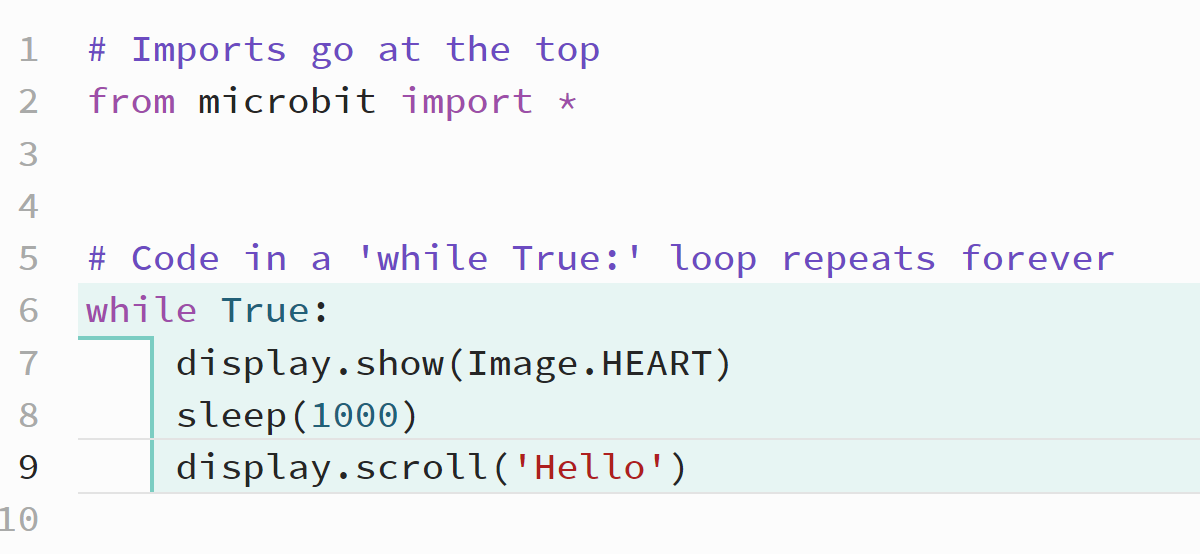 1 # Imports go at the top
2 from microbit import *
3
4
5 # Code in a 'while True:' loop repeats forever
6 while True:
7     display.show(Image.HEART)
8     sleep(1000)
9     display.scroll('Hello')
10